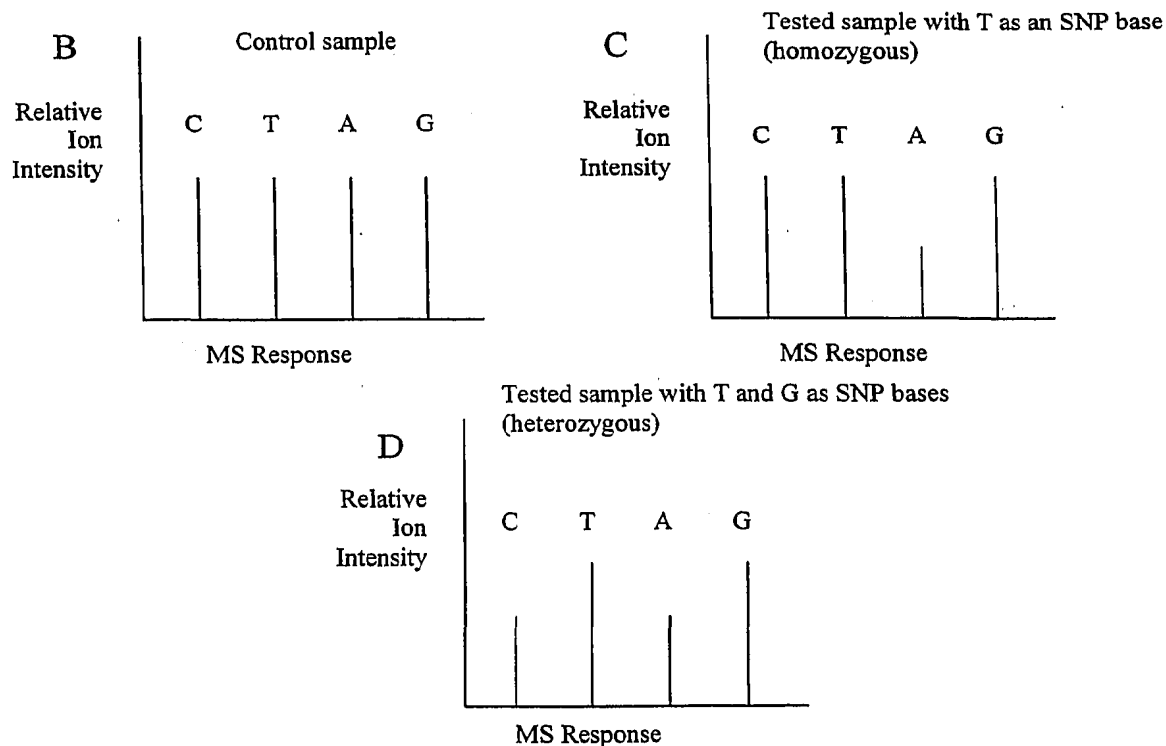 B
Control sample
Relative
Ion
Intensity
C T A G
MS Response
C
Tested sample with T as an SNP base
(homozygous)
Relative
Ion
Intensity
C T A G
MS Response
D
Tested sample with T and G as SNP bases
(heterozygous)
Relative
Ion
Intensity
C T A G
MS Response